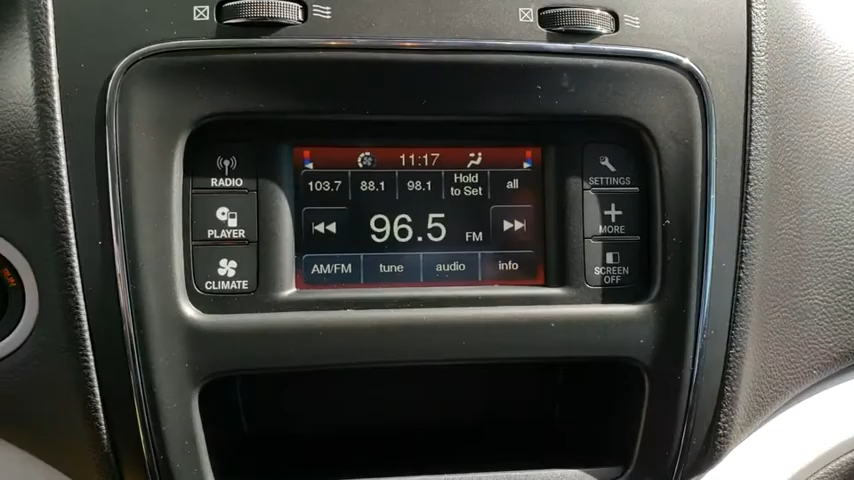 11:17
RADIO
103.7 88.1 98.1 Hold to Set all
SETTINGS
PLAYER
96.5 FM
MORE
CLIMATE
AM/FM tune audio info
SCREEN OFF
RUN